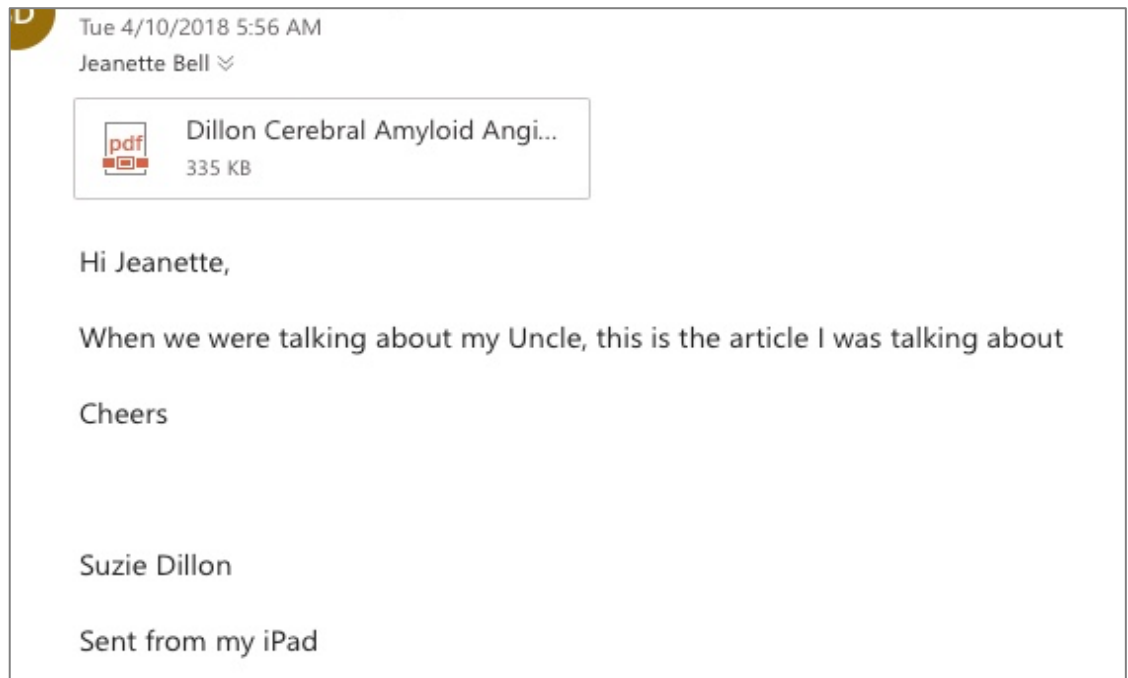 D
Tue 4/10/2018 5:56 AM
Jeanette Bell
pdf
Dillon Cerebral Amyloid Angi...
335 KB
Hi Jeanette,
When we were talking about my Uncle, this is the article I was talking about
Cheers
Suzie Dillon
Sent from my iPad